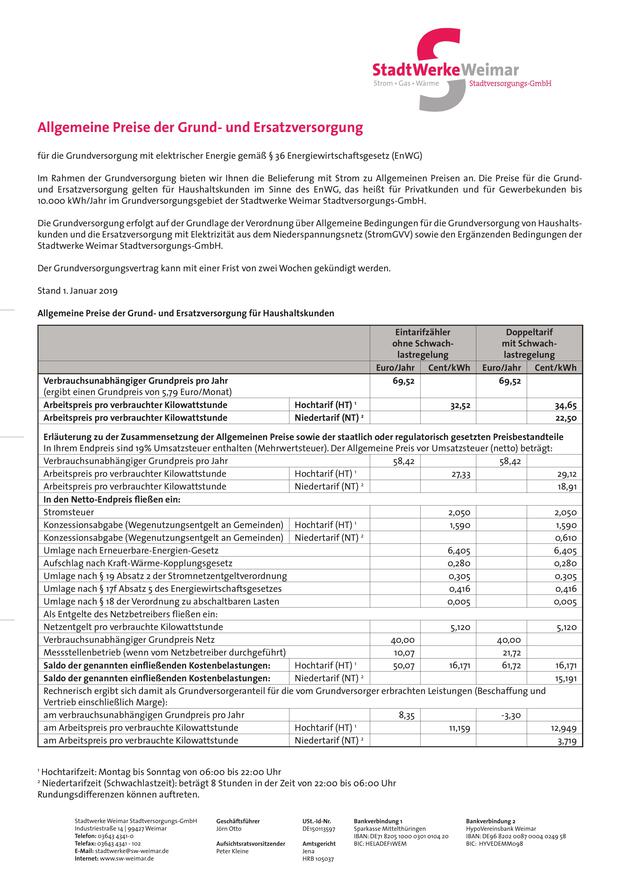 StadtWerkeWeimar
Strom • Gas • Wärme Stadtversorgungs-GmbH
Allgemeine Preise der Grund- und Ersatzversorgung
für die Grundversorgung mit elektrischer Energie gemäß § 36 Energiewirtschaftsgesetz (EnWG)
Im Rahmen der Grundversorgung bieten wir Ihnen die Belieferung mit Strom zu Allgemeinen Preisen an. Die Preise für die Grund-
und Ersatzversorgung gelten für Haushaltskunden im Sinne des EnWG, das heißt für Privatkunden und für Gewerbekunden bis
10.000 kWh/Jahr im Grundversorgungsgebiet der Stadtwerke Weimar Stadtversorgungs-GmbH.
Die Grundversorgung erfolgt auf der Grundlage der Verordnung über Allgemeine Bedingungen für die Grundversorgung von Haushalts-
kunden und die Ersatzversorgung mit Elektrizität aus dem Niederspannungsnetz (StromGVV) sowie den Ergänzenden Bedingungen der
Stadtwerke Weimar Stadtversorgungs-GmbH.
Der Grundversorgungsvertrag kann mit einer Frist von zwei Wochen gekündigt werden.
Stand 1. Januar 2019
Allgemeine Preise der Grund- und Ersatzversorgung für Haushaltskunden
Eintarifzähler Doppeltarif
ohne Schwach- mit Schwach-
lastregelung lastregelung
Euro/Jahr Cent/kWh Euro/Jahr Cent/kWh
Verbrauchsunabhängiger Grundpreis pro Jahr 69,52 69,52
(ergibt einen Grundpreis von 5,79 Euro/Monat)
Arbeitspreis pro verbrauchter Kilowattstunde Hochtarif (HT) ¹ 32,52 34,65
Arbeitspreis pro verbrauchter Kilowattstunde Niedertarif (NT) ² 22,50
Erläuterung zu der Zusammensetzung der Allgemeinen Preise sowie der staatlich oder regulatorisch gesetzten Preisbestandteile
In Ihrem Endpreis sind 19% Umsatzsteuer enthalten (Mehrwertsteuer). Der Allgemeine Preis vor Umsatzsteuer (netto) beträgt:
Verbrauchsunabhängiger Grundpreis pro Jahr 58,42 58,42
Arbeitspreis pro verbrauchter Kilowattstunde Hochtarif (HT) ¹ 27,33 29,12
Arbeitspreis pro verbrauchter Kilowattstunde Niedertarif (NT) ² 18,91
In den Netto-Endpreis fließen ein:
Stromsteuer 2,050 2,050
Konzessionsabgabe (Wegenutzungsentgelt an Gemeinden) Hochtarif (HT) ¹ 1,590 1,590
Konzessionsabgabe (Wegenutzungsentgelt an Gemeinden) Niedertarif (NT) ² 0,610
Umlage nach Erneuerbare-Energien-Gesetz 6,405 6,405
Aufschlag nach Kraft-Wärme-Kopplungsgesetz 0,280 0,280
Umlage nach § 19 Absatz 2 der Stromnetzentgeltverordnung 0,305 0,305
Umlage nach § 17f Absatz 5 des Energiewirtschaftsgesetzes 0,416 0,416
Umlage nach § 18 der Verordnung zu abschaltbaren Lasten 0,005 0,005
Als Entgelte des Netzbetreibers fließen ein:
Netzentgelt pro verbrauchte Kilowattstunde 5,120 5,120
Verbrauchsunabhängiger Grundpreis Netz 40,00 40,00
Messstellenbetrieb (wenn vom Netzbetreiber durchgeführt) 10,07 21,72
Saldo der genannten einfließenden Kostenbelastungen: Hochtarif (HT) ¹ 50,07 16,171 61,72 16,171
Saldo der genannten einfließenden Kostenbelastungen: Niedertarif (NT) ² 15,191
Rechnerisch ergibt sich damit als Grundversorgeranteil für die vom Grundversorger erbrachten Leistungen (Beschaffung und
Vertrieb einschließlich Marge):
am verbrauchsunabhängigen Grundpreis pro Jahr 8,35 -3,30
am Arbeitspreis pro verbrauchte Kilowattstunde Hochtarif (HT) ¹ 11,159 12,949
am Arbeitspreis pro verbrauchte Kilowattstunde Niedertarif (NT) ² 3,719
¹ Hochtarifzeit: Montag bis Sonntag von 06:00 bis 22:00 Uhr
² Niedertarifzeit (Schwachlastzeit): beträgt 8 Stunden in der Zeit von 22:00 bis 06:00 Uhr
Rundungsdifferenzen können auftreten.
Stadtwerke Weimar Stadtversorgungs-GmbH
Industriestraße 14 | 99427 Weimar
Telefon: 03643 4341-0
Telefax: 03643 4341 - 102
E-Mail: stadtwerke@sw-weimar.de
Internet: www.sw-weimar.de
Geschäftsführer
Jörn Otto
Aufsichtsratsvorsitzender
Peter Kleine
USt.-Id-Nr.
DE150113597
Amtsgericht
Jena
HRB 105037
Bankverbindung 1
Sparkasse Mittelthüringen
IBAN: DE71 8205 1000 0301 0104 20
BIC: HELADEF1WEM
Bankverbindung 2
HypoVereinsbank Weimar
IBAN: DE96 8202 0087 0004 0249 58
BIC: HYVEDEMM098